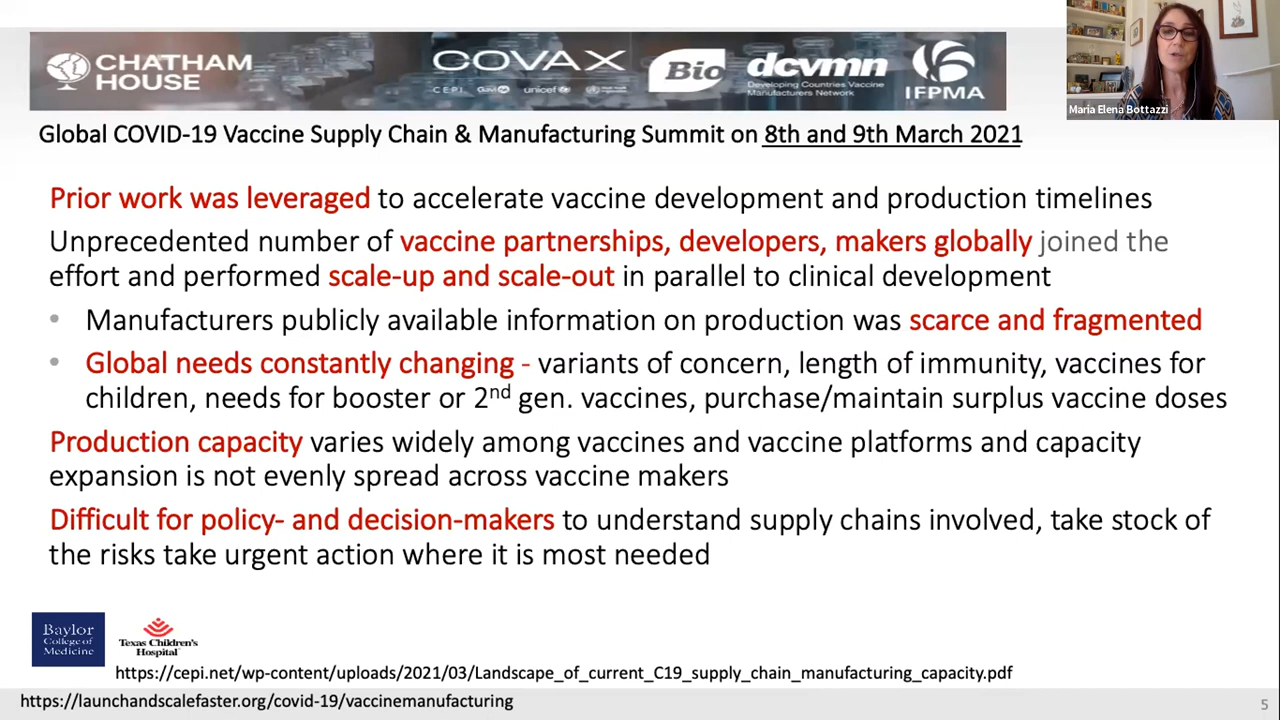 CHATHAM HOUSE
COVAX
CEPI Gavi unicef
Bio
dcvmn
Developing Countries Vaccine
Manufacturers Network
IFPMA
Maria Elena Bottazzi
Global COVID-19 Vaccine Supply Chain & Manufacturing Summit on 8th and 9th March 2021
Prior work was leveraged to accelerate vaccine development and production timelines
Unprecedented number of vaccine partnerships, developers, makers globally joined the
effort and performed scale-up and scale-out in parallel to clinical development
• Manufacturers publicly available information on production was scarce and fragmented
• Global needs constantly changing - variants of concern, length of immunity, vaccines for
children, needs for booster or 2nd gen. vaccines, purchase/maintain surplus vaccine doses
Production capacity varies widely among vaccines and vaccine platforms and capacity
expansion is not evenly spread across vaccine makers
Difficult for policy- and decision-makers to understand supply chains involved, take stock of
the risks take urgent action where it is most needed
Baylor
College of
Medicine
Texas Children's
Hospital
https://cepi.net/wp-content/uploads/2021/03/Landscape_of_current_C19_supply_chain_manufacturing_capacity.pdf
https://launchandscalefaster.org/covid-19/vaccinemanufacturing
5